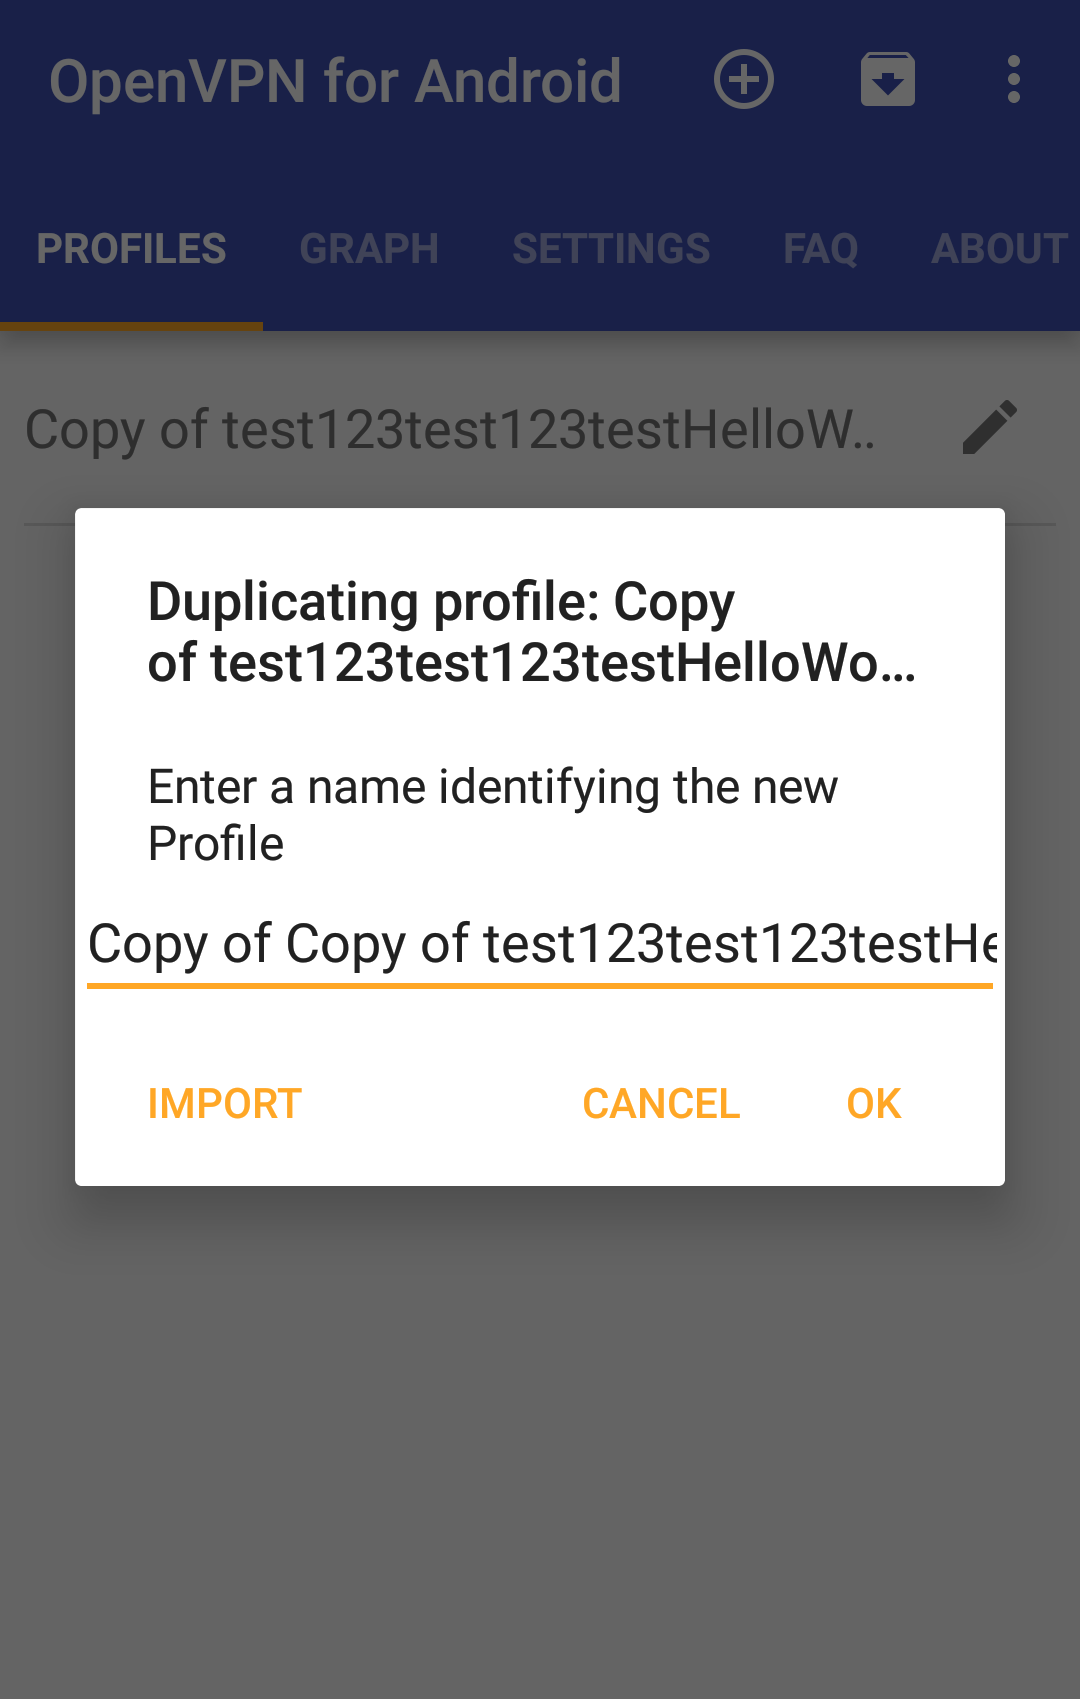 OpenVPN for Android
PROFILES GRAPH SETTINGS FAQ ABOUT
Copy of test123test123testHelloW..
Duplicating profile: Copy
of test123test123testHelloWo...
Enter a name identifying the new
Profile
Copy of Copy of test123test123testHe
IMPORT CANCEL OK